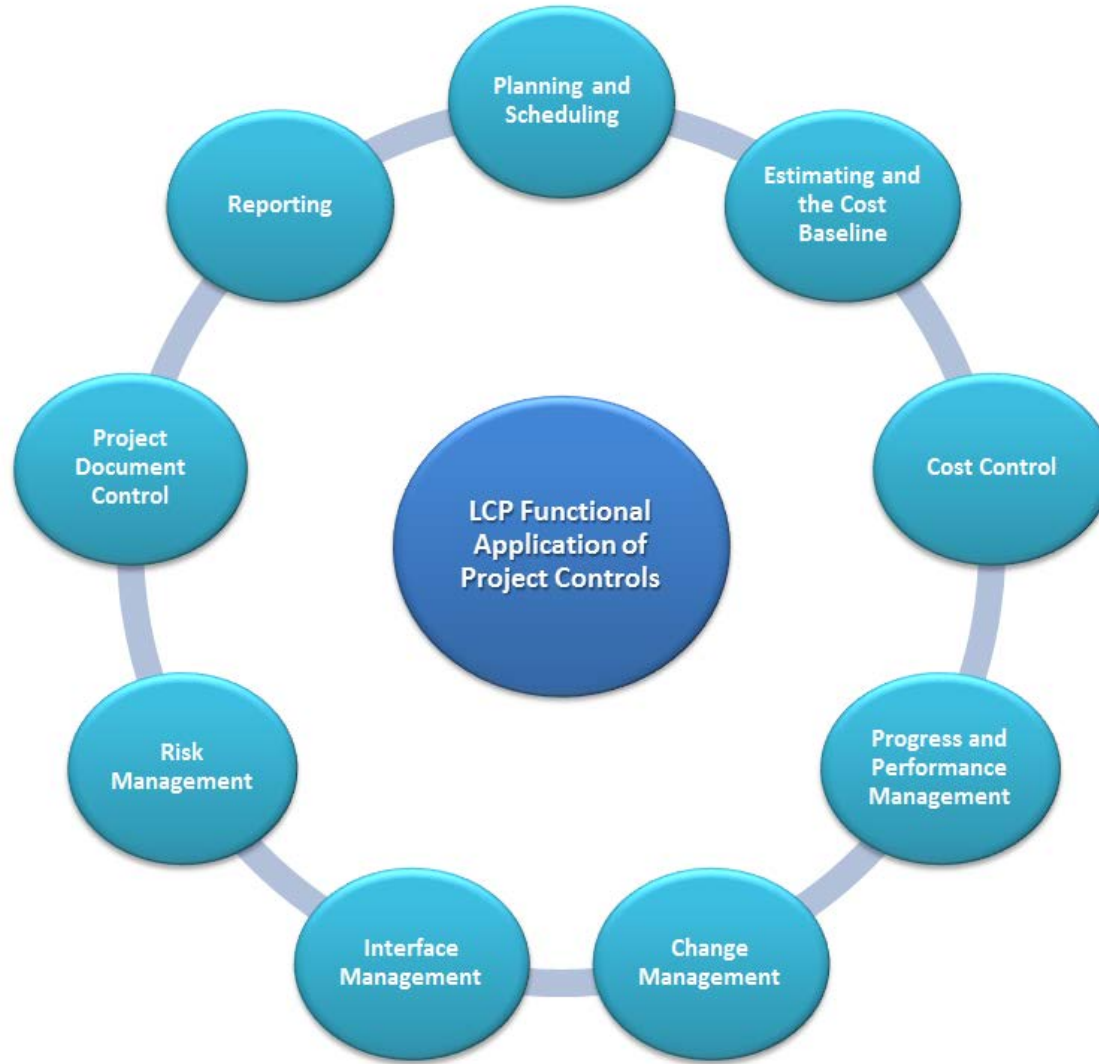 Planning and
Scheduling
Estimating and
the Cost
Baseline
Cost Control
Progress and
Performance
Management
Change
Management
Interface
Management
Risk
Management
Project
Document
Control
Reporting
LCP Functional
Application of
Project Controls